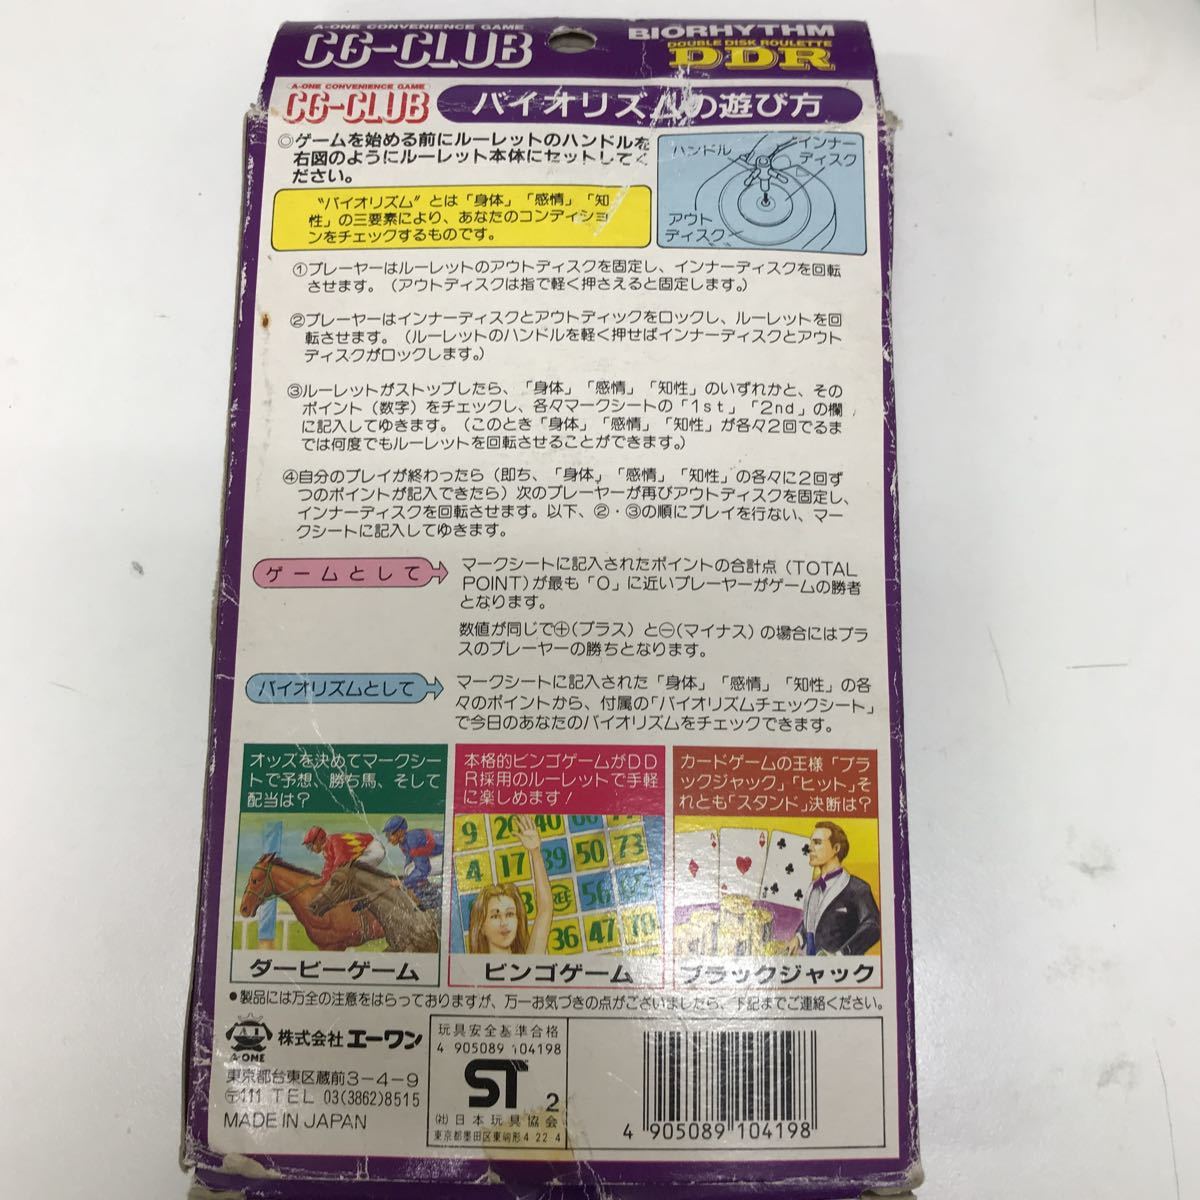 A-ONE CONVENIENCE GAME
CG-CLUB
BIORHYTHM
DOUBLE DISK ROULETTE
DDR
A-ONE CONVENIENCE GAME
CG-CLUB
バイオリズムの遊び方
◎ゲームを始める前にルーレットのハンドルを
右図のようにルーレット本体にセットしてく
ださい。
ハンドル
インナー
ディスク
アウト
ディスク
"バイオリズム"とは「身体」「感情」「知
性」の三要素により、あなたのコンディショ
ンをチェックするものです。
①プレーヤーはルーレットのアウトディスクを固定し、インナーディスクを回転
させます。(アウトディスクは指で軽く押さえると固定します。)
②プレーヤーはインナーディスクとアウトディックをロックし、ルーレットを回
転させます。(ルーレットのハンドルを軽く押せばインナーディスクとアウト
ディスクがロックします。)
③ルーレットがストップしたら、「身体」「感情」「知性」のいずれかと、その
ポイント(数字)をチェックし、各々マークシートの「1st」「2nd」の欄
に記入してゆきます。(このとき「身体」「感情」「知性」が各々2回でるま
では何度でもルーレットを回転させることができます。)
④自分のプレイが終わったら(即ち、「身体」「感情」「知性」の各々に2回ず
つのポイントが記入できたら)次のプレーヤーが再びアウトディスクを固定し、
インナーディスクを回転させます。以下、②・③の順にプレイを行ない、マー
クシートに記入してゆきます。
ゲームとして
マークシートに記入されたポイントの合計点(TOTAL
POINT)が最も「0」に近いプレーヤーがゲームの勝者
となります。
数値が同じで⊕(プラス)と⊖(マイナス)の場合にはプラ
スのプレーヤーの勝ちとなります。
バイオリズムとして
マークシートに記入された「身体」「感情」「知性」の各
々のポイントから、付属の「バイオリズムチェックシート」
で今日のあなたのバイオリズムをチェックできます。
オッズを決めてマークシー
トで予想、勝ち馬、そして
配当は?
本格的ビンゴゲームがDD
R採用のルーレットで手軽
に楽しめます!
カードゲームの王様「ブラ
ックジャック」「ヒット」そ
れとも「スタンド」決断は?
9 26 40
4 17 39 50 73
56
36 47 70
ダービーゲーム
ビンゴゲーム
ブラックジャック
●製品には万全の注意をはらっておりますが、万一お気づきの点がございましたら、下記までご連絡ください。
A-ONE
株式会社エーワン
東京都台東区蔵前3-4-9
〒111 TEL 03(3862)8515
MADE IN JAPAN
玩具安全基準合格
4 905089 104198
ST 2
(社)日本玩具協会
東京都墨田区東駒形4 22 4
4 905089 104198